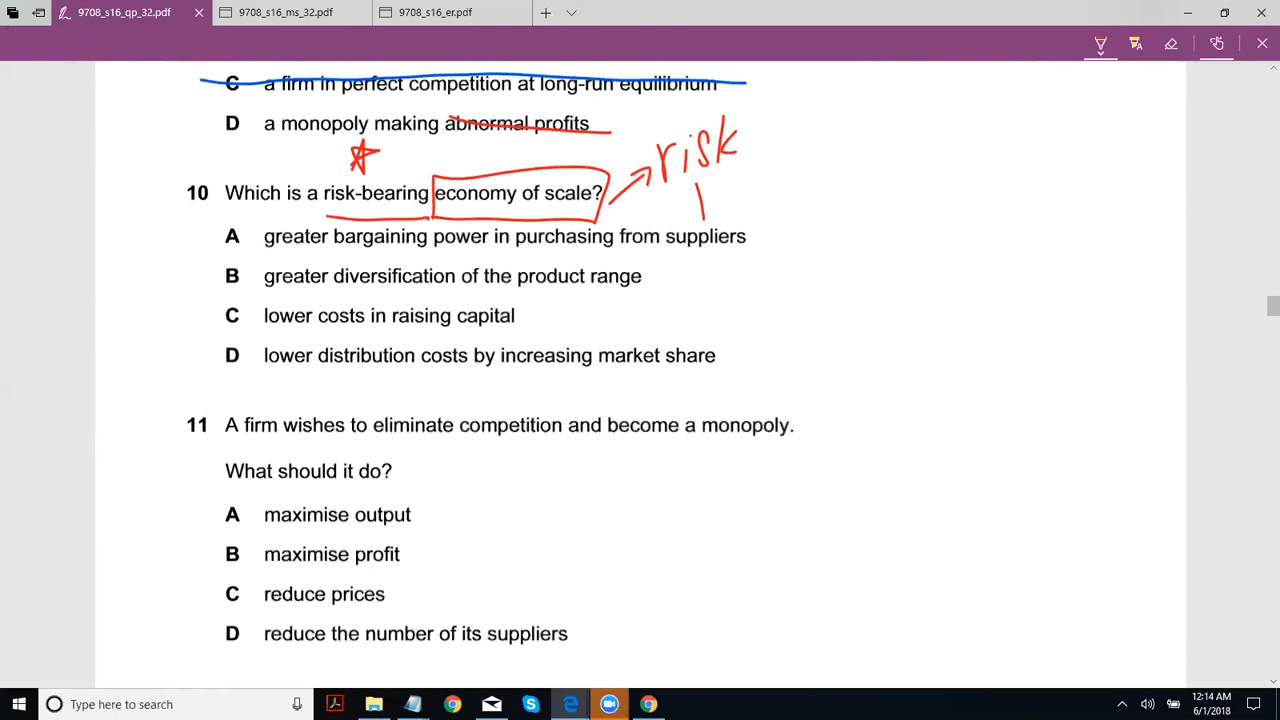 9708_s16_qp_32.pdf
9708_s16_ms_32.pdf
9708_s16_er.pdf
C a firm in perfect competition at long-run equilibrium
D a monopoly making abnormal profits
risk
10 Which is a risk-bearing economy of scale?
A greater bargaining power in purchasing from suppliers
B greater diversification of the product range
C lower costs in raising capital
D lower distribution costs by increasing market share
11 A firm wishes to eliminate competition and become a monopoly.
What should it do?
A maximise output
B maximise profit
C reduce prices
D reduce the number of its suppliers
Type here to search
12:14 AM
6/1/2018